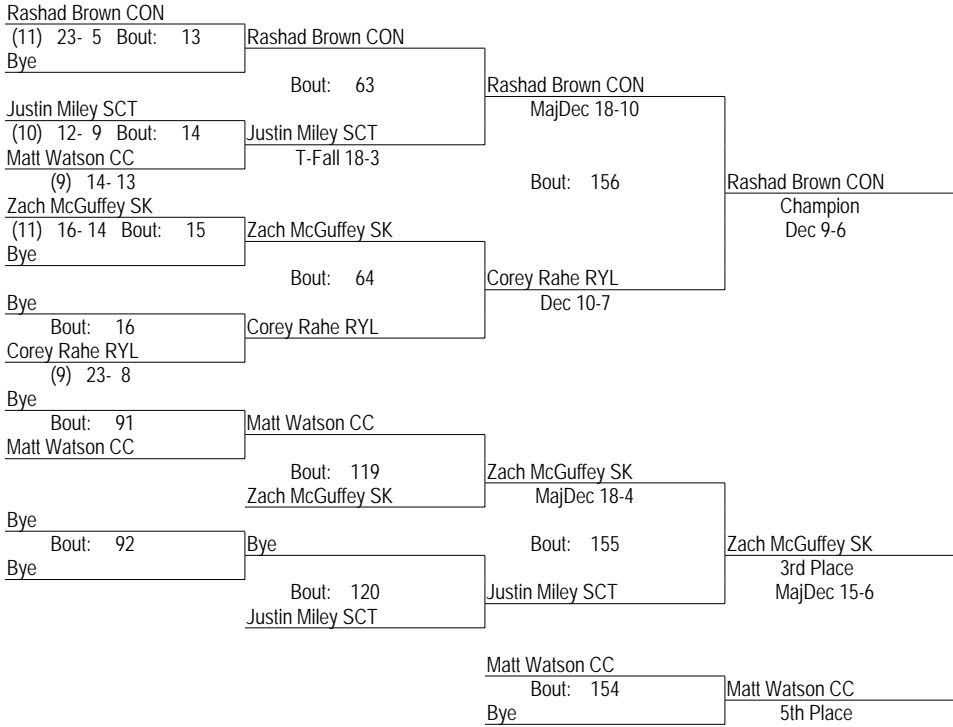 Rashad Brown CON
(11) 23- 5 Bout: 13 Rashad Brown CON
Bye
Bout: 63 Rashad Brown CON
Justin Miley SCT MajDec 18-10
(10) 12- 9 Bout: 14 Justin Miley SCT
Matt Watson CC T-Fall 18-3
(9) 14- 13 Bout: 156 Rashad Brown CON
Zach McGuffey SK Champion
(11) 16- 14 Bout: 15 Zach McGuffey SK Dec 9-6
Bye
Bout: 64 Corey Rahe RYL
Bye Dec 10-7
Bout: 16 Corey Rahe RYL
Corey Rahe RYL
(9) 23- 8
Bye
Bout: 91 Matt Watson CC
Matt Watson CC
Bout: 119 Zach McGuffey SK
Zach McGuffey SK MajDec 18-4
Bye
Bout: 92 Bye Bout: 155 Zach McGuffey SK
Bye 3rd Place
Bout: 120 Justin Miley SCT MajDec 15-6
Justin Miley SCT
Matt Watson CC
Bout: 154 Matt Watson CC
Bye 5th Place